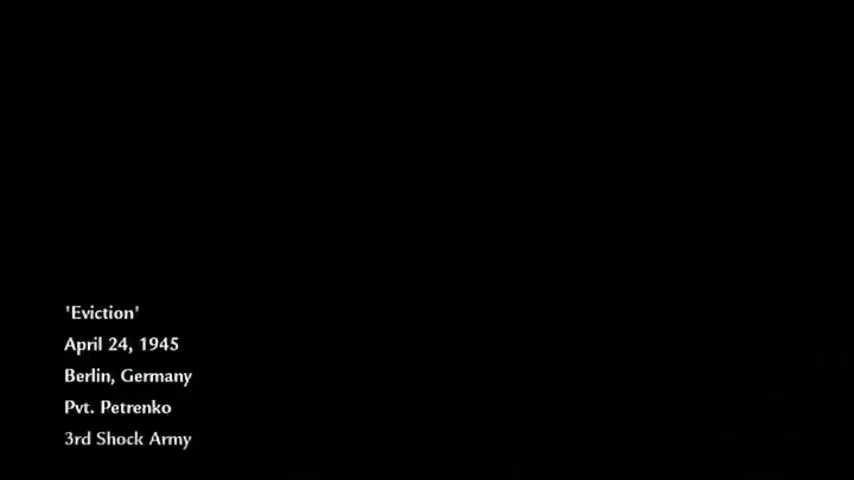 'Eviction'
April 24, 1945
Berlin, Germany
Pvt. Petrenko
3rd Shock Army